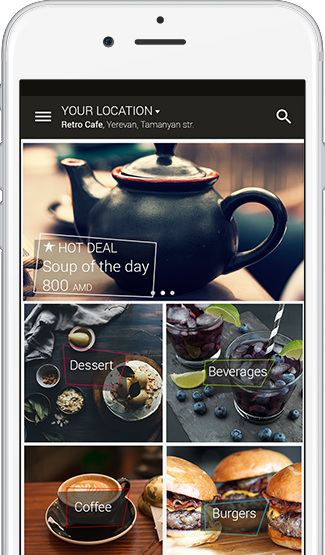 YOUR LOCATION
Retro Cafe, Yerevan, Tamanyan str.
HOT DEAL
Soup of the day
800 AMD
Dessert
Beverages
Coffee
Burgers